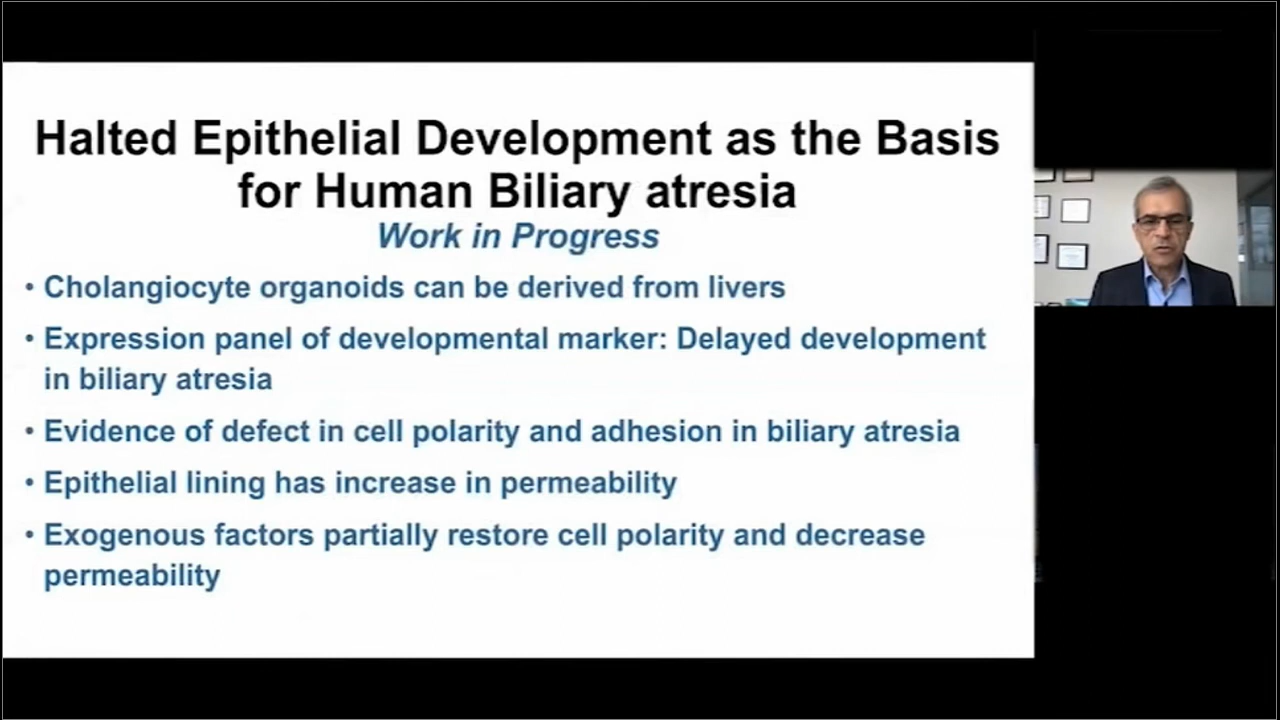 Halted Epithelial Development as the Basis
for Human Biliary atresia
Work in Progress
• Cholangiocyte organoids can be derived from livers
• Expression panel of developmental marker: Delayed development
in biliary atresia
• Evidence of defect in cell polarity and adhesion in biliary atresia
• Epithelial lining has increase in permeability
• Exogenous factors partially restore cell polarity and decrease
permeability